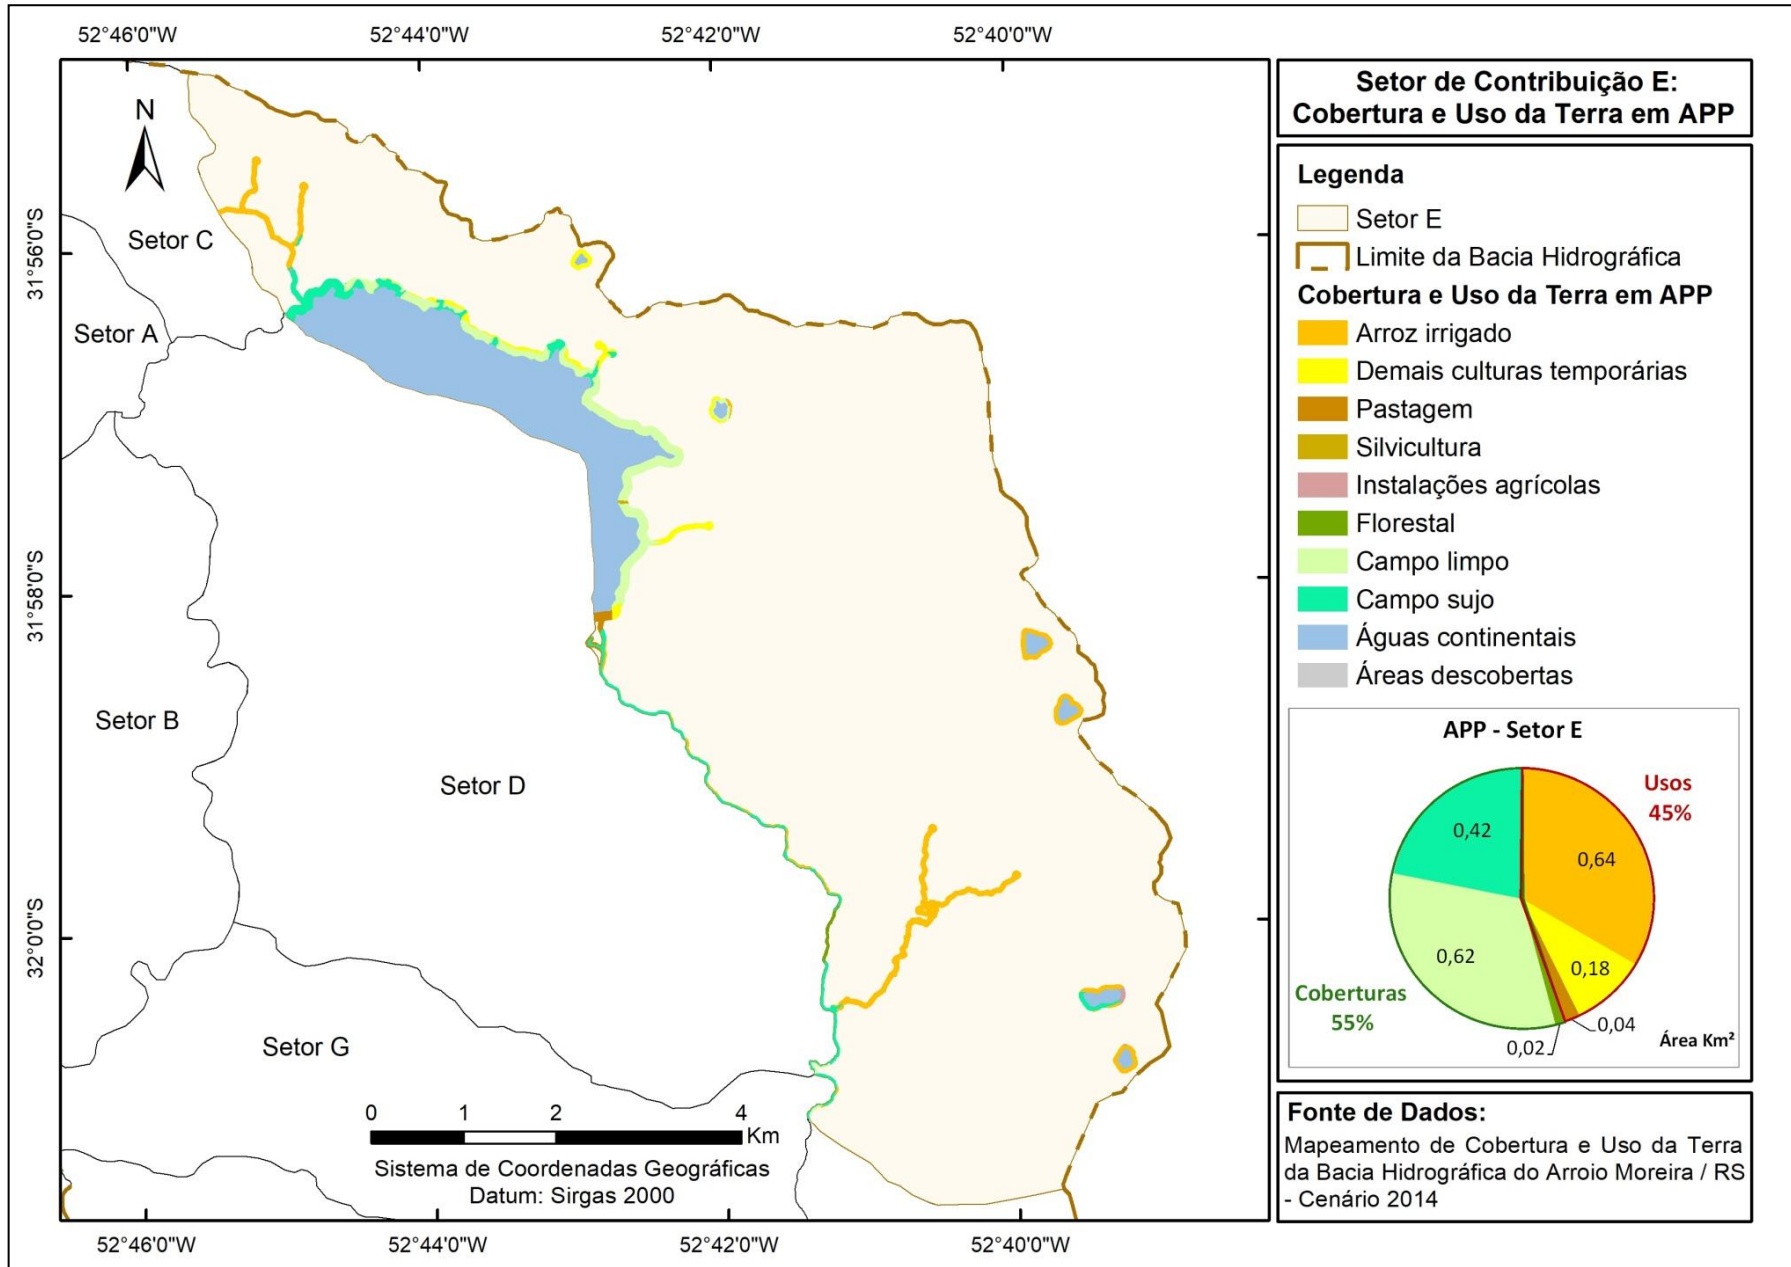 52°46'0"W
52°44'0"W
52°42'0"W
52°40'0"W
N
31°56'0"S
31°58'0"S
32°0'0"S
Setor C
Setor A
Setor B
Setor D
Setor G
0 1 2 4
Km
Sistema de Coordenadas Geográficas
Datum: Sirgas 2000
52°46'0"W
52°44'0"W
52°42'0"W
52°40'0"W
Setor de Contribuição E:
Cobertura e Uso da Terra em APP
Legenda
Setor E
Limite da Bacia Hidrográfica
Cobertura e Uso da Terra em APP
Arroz irrigado
Demais culturas temporárias
Pastagem
Silvicultura
Instalações agrícolas
Florestal
Campo limpo
Campo sujo
Águas continentais
Áreas descobertas
APP - Setor E
Usos
45%
0,42
0,64
0,62
0,18
Coberturas
55%
0,04
0,02
Área Km²
Fonte de Dados:
Mapeamento de Cobertura e Uso da Terra
da Bacia Hidrográfica do Arroio Moreira / RS
- Cenário 2014